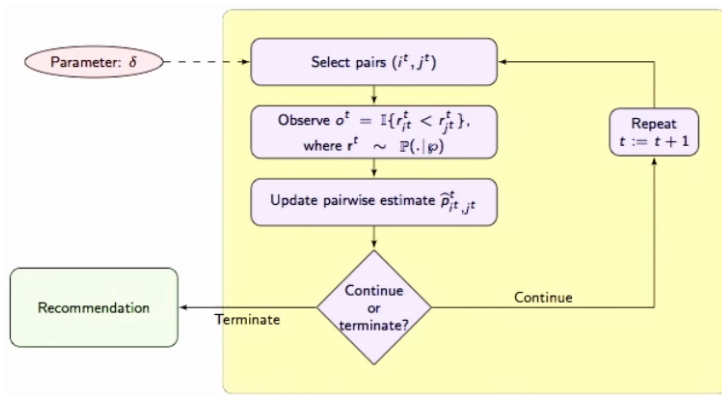 Parameter: δ
Select pairs (i^t, j^t)
Observe o^t = 𝕀{r^t_{i^t} < r^t_{j^t}},
where r^t ∼ ℙ(.|℘)
Update pairwise estimate p̂^t_{i^t,j^t}
Repeat
t := t + 1
Continue
or
terminate?
Continue
Terminate
Recommendation